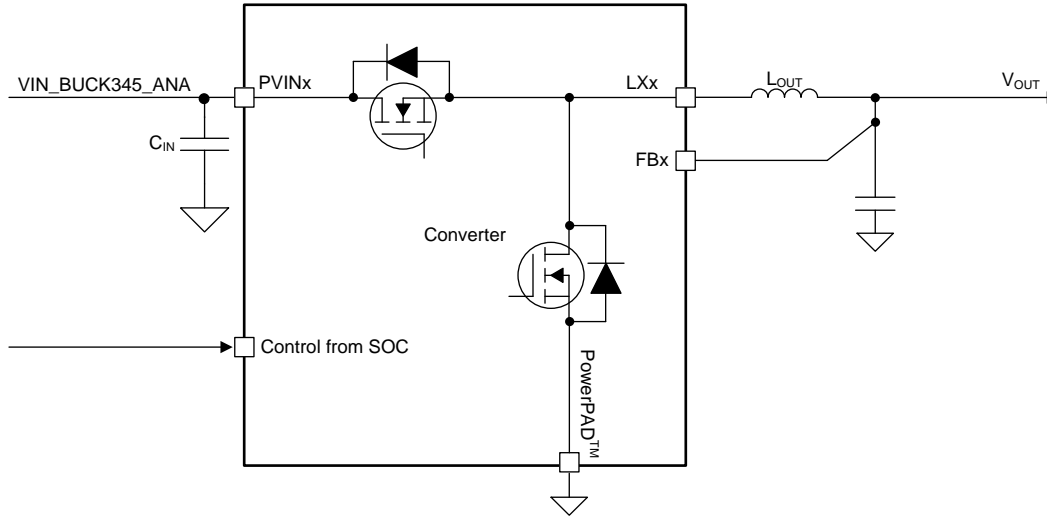 VIN_BUCK345_ANA
PVINx
LXx
LOUT
VOUT
CIN
FBx
Converter
Control from SOC
PowerPAD™